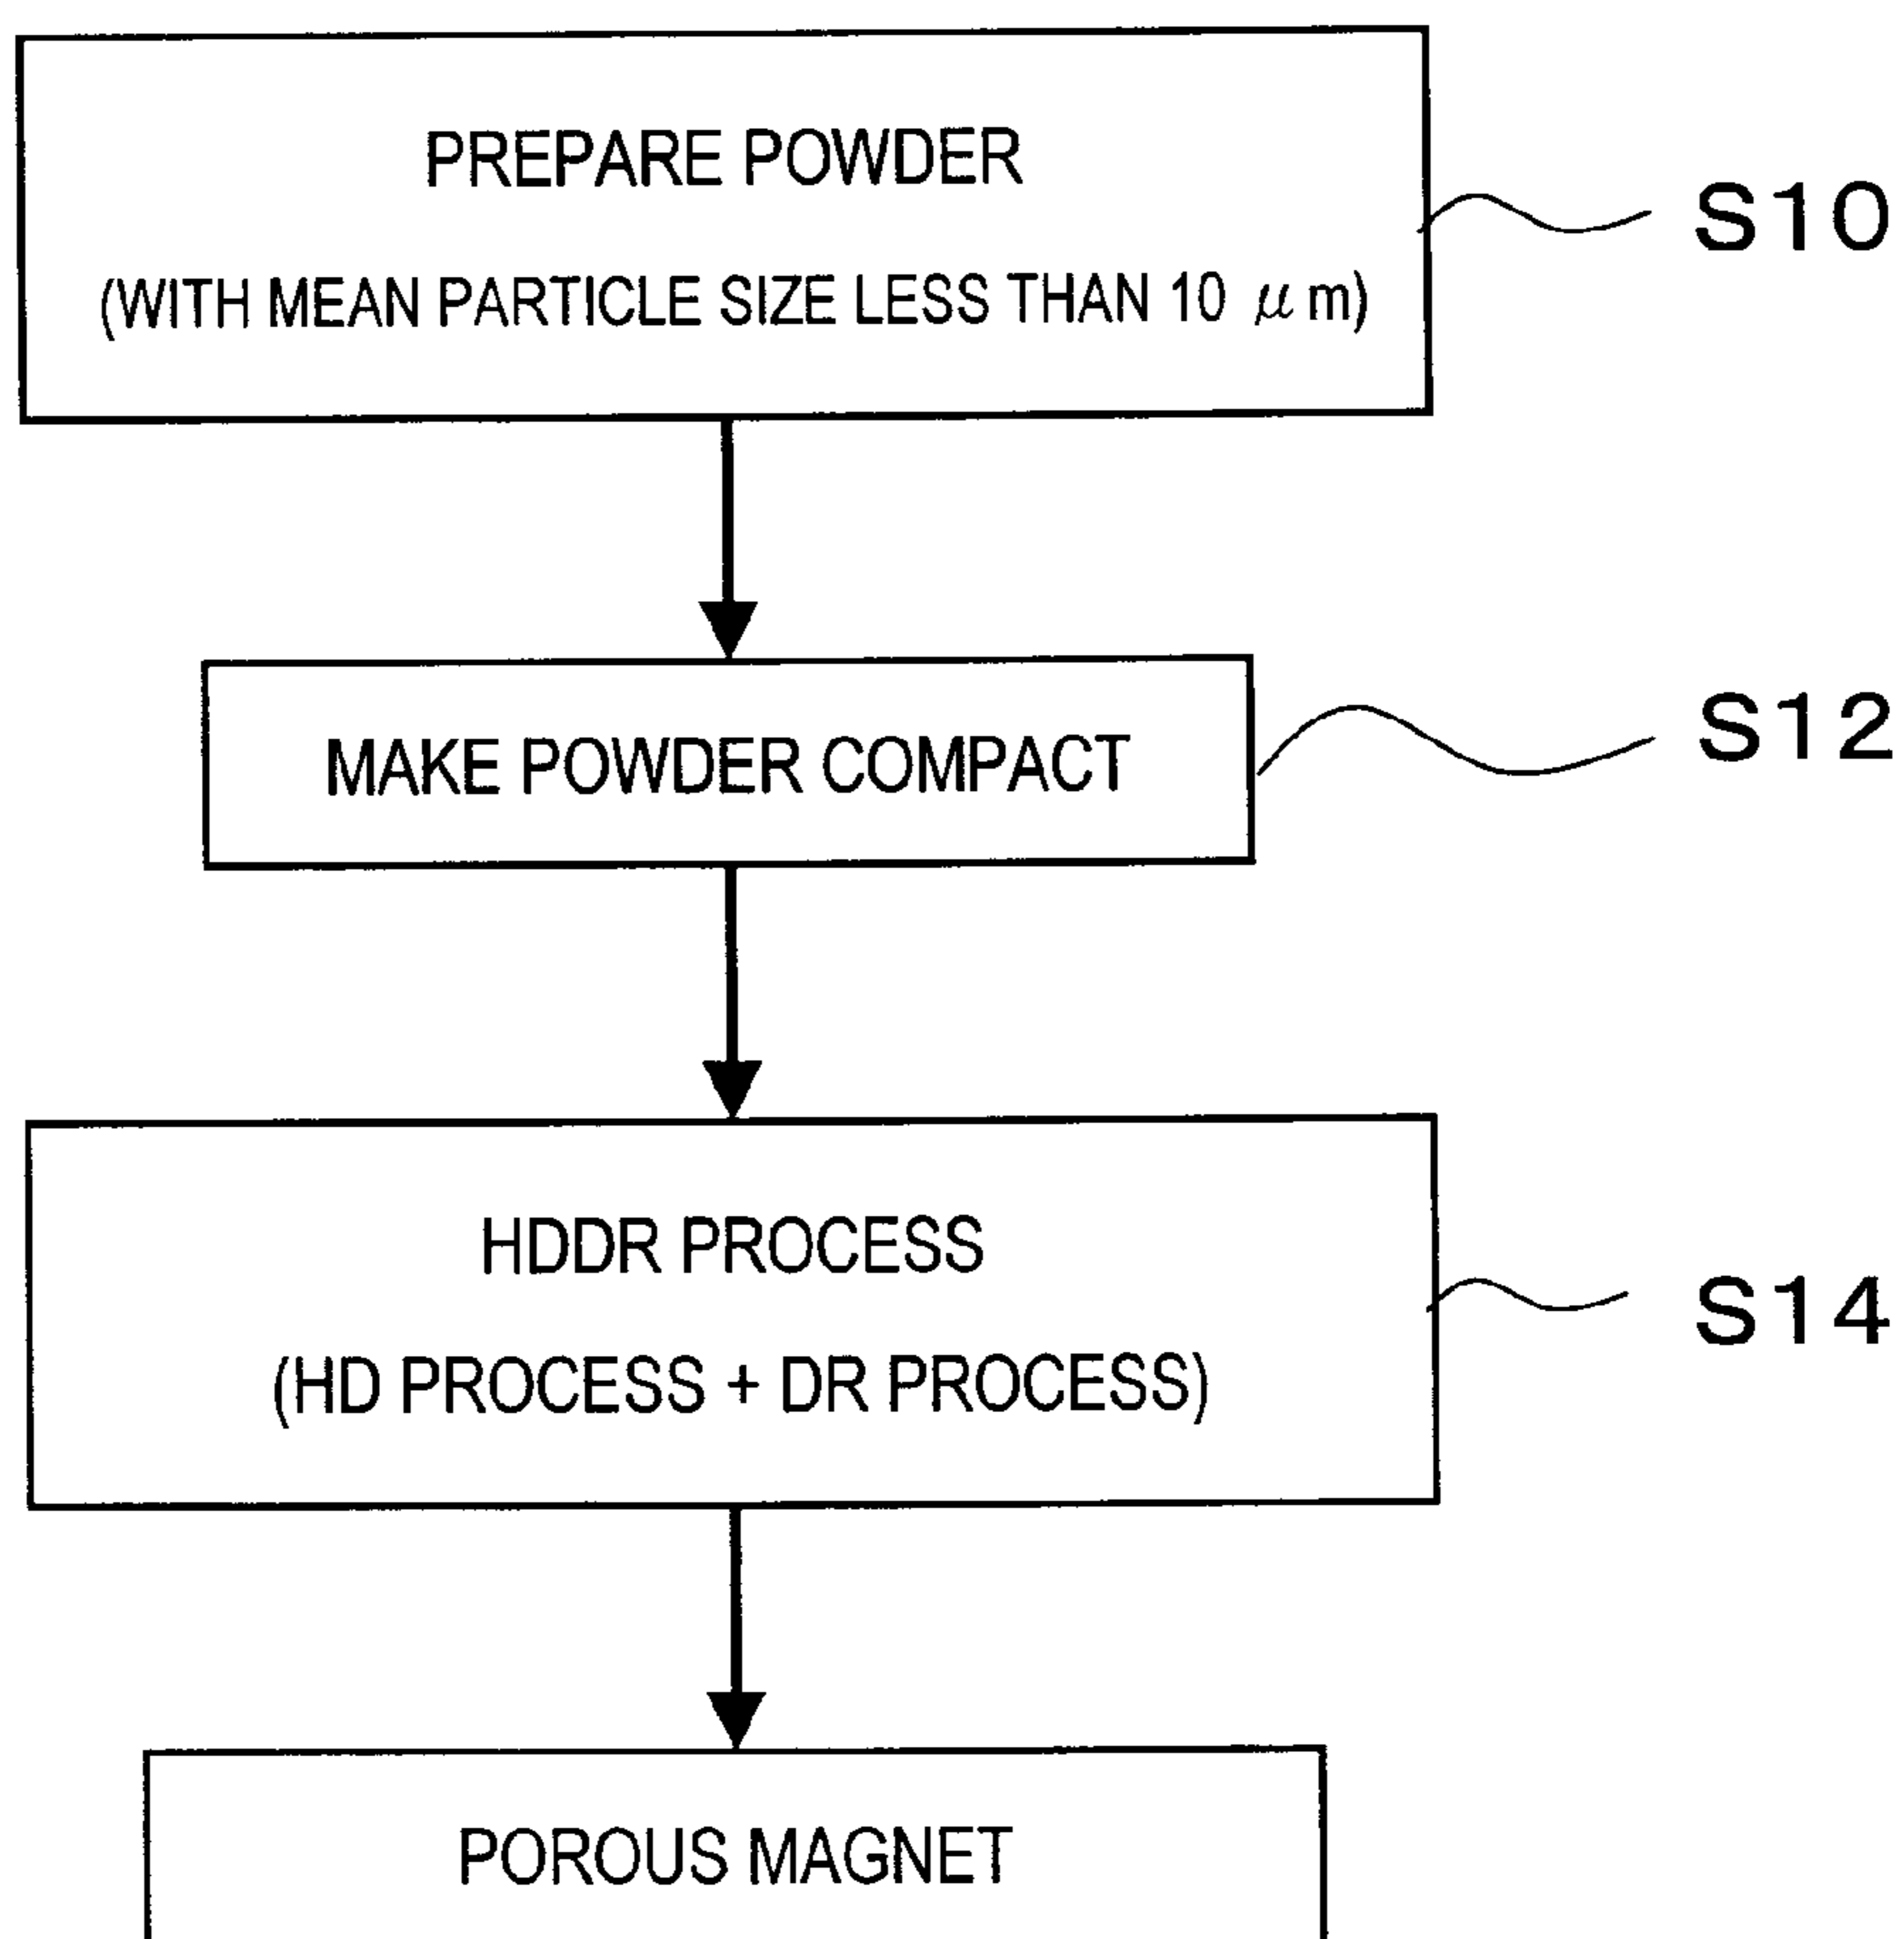 PREPARE POWDER
(WITH MEAN PARTICLE SIZE LESS THAN 10 μm)
S10
MAKE POWDER COMPACT
S12
HDDR PROCESS
(HD PROCESS + DR PROCESS)
S14
POROUS MAGNET